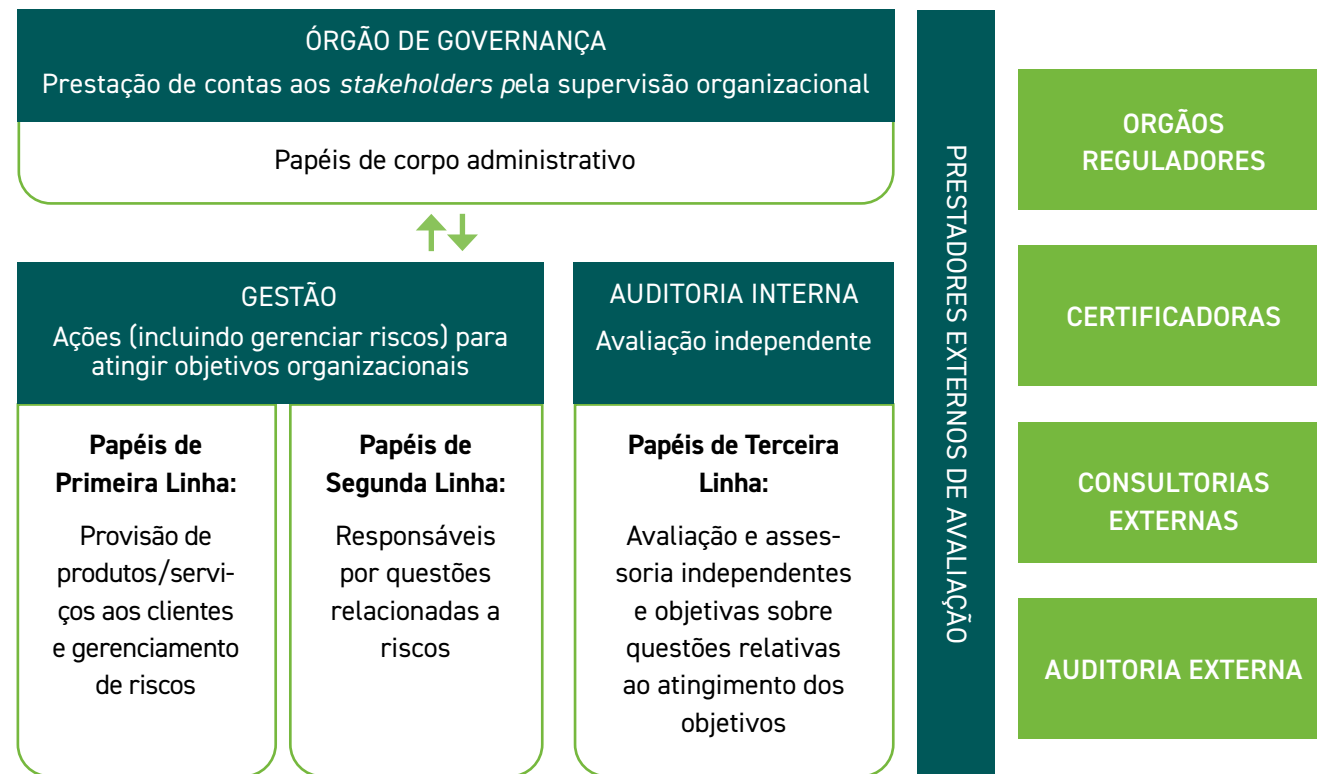 ÓRGÃO DE GOVERNANÇA
Prestação de contas aos stakeholders pela supervisão organizacional
Papéis de corpo administrativo
GESTÃO
Ações (incluindo gerenciar riscos) para
atingir objetivos organizacionais
Papéis de
Primeira Linha:
Provisão de
produtos/servi-
ços aos clientes
e gerenciamento
de riscos
Papéis de
Segunda Linha:
Responsáveis
por questões
relacionadas a
riscos
AUDITORIA INTERNA
Avaliação independente
Papéis de Terceira
Linha:
Avaliação e asses-
soria independentes
e objetivas sobre
questões relativas
ao atingimento dos
objetivos
PRESTADORES EXTERNOS DE AVALIAÇÃO
ORGÃOS
REGULADORES
CERTIFICADORAS
CONSULTORIAS
EXTERNAS
AUDITORIA EXTERNA